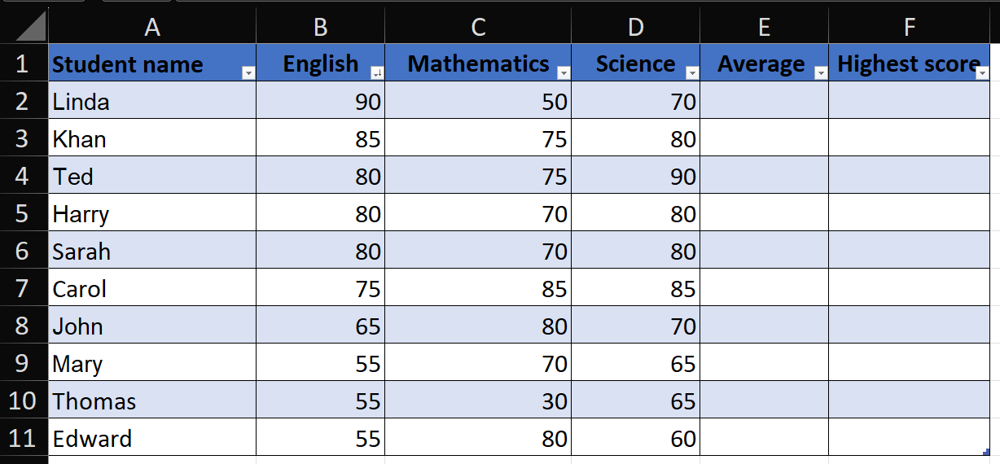 A B C D E F
1 Student name English Mathematics Science Average Highest score
2 Linda 90 50 70
3 Khan 85 75 80
4 Ted 80 75 90
5 Harry 80 70 80
6 Sarah 80 70 80
7 Carol 75 85 85
8 John 65 80 70
9 Mary 55 70 65
10 Thomas 55 30 65
11 Edward 55 80 60